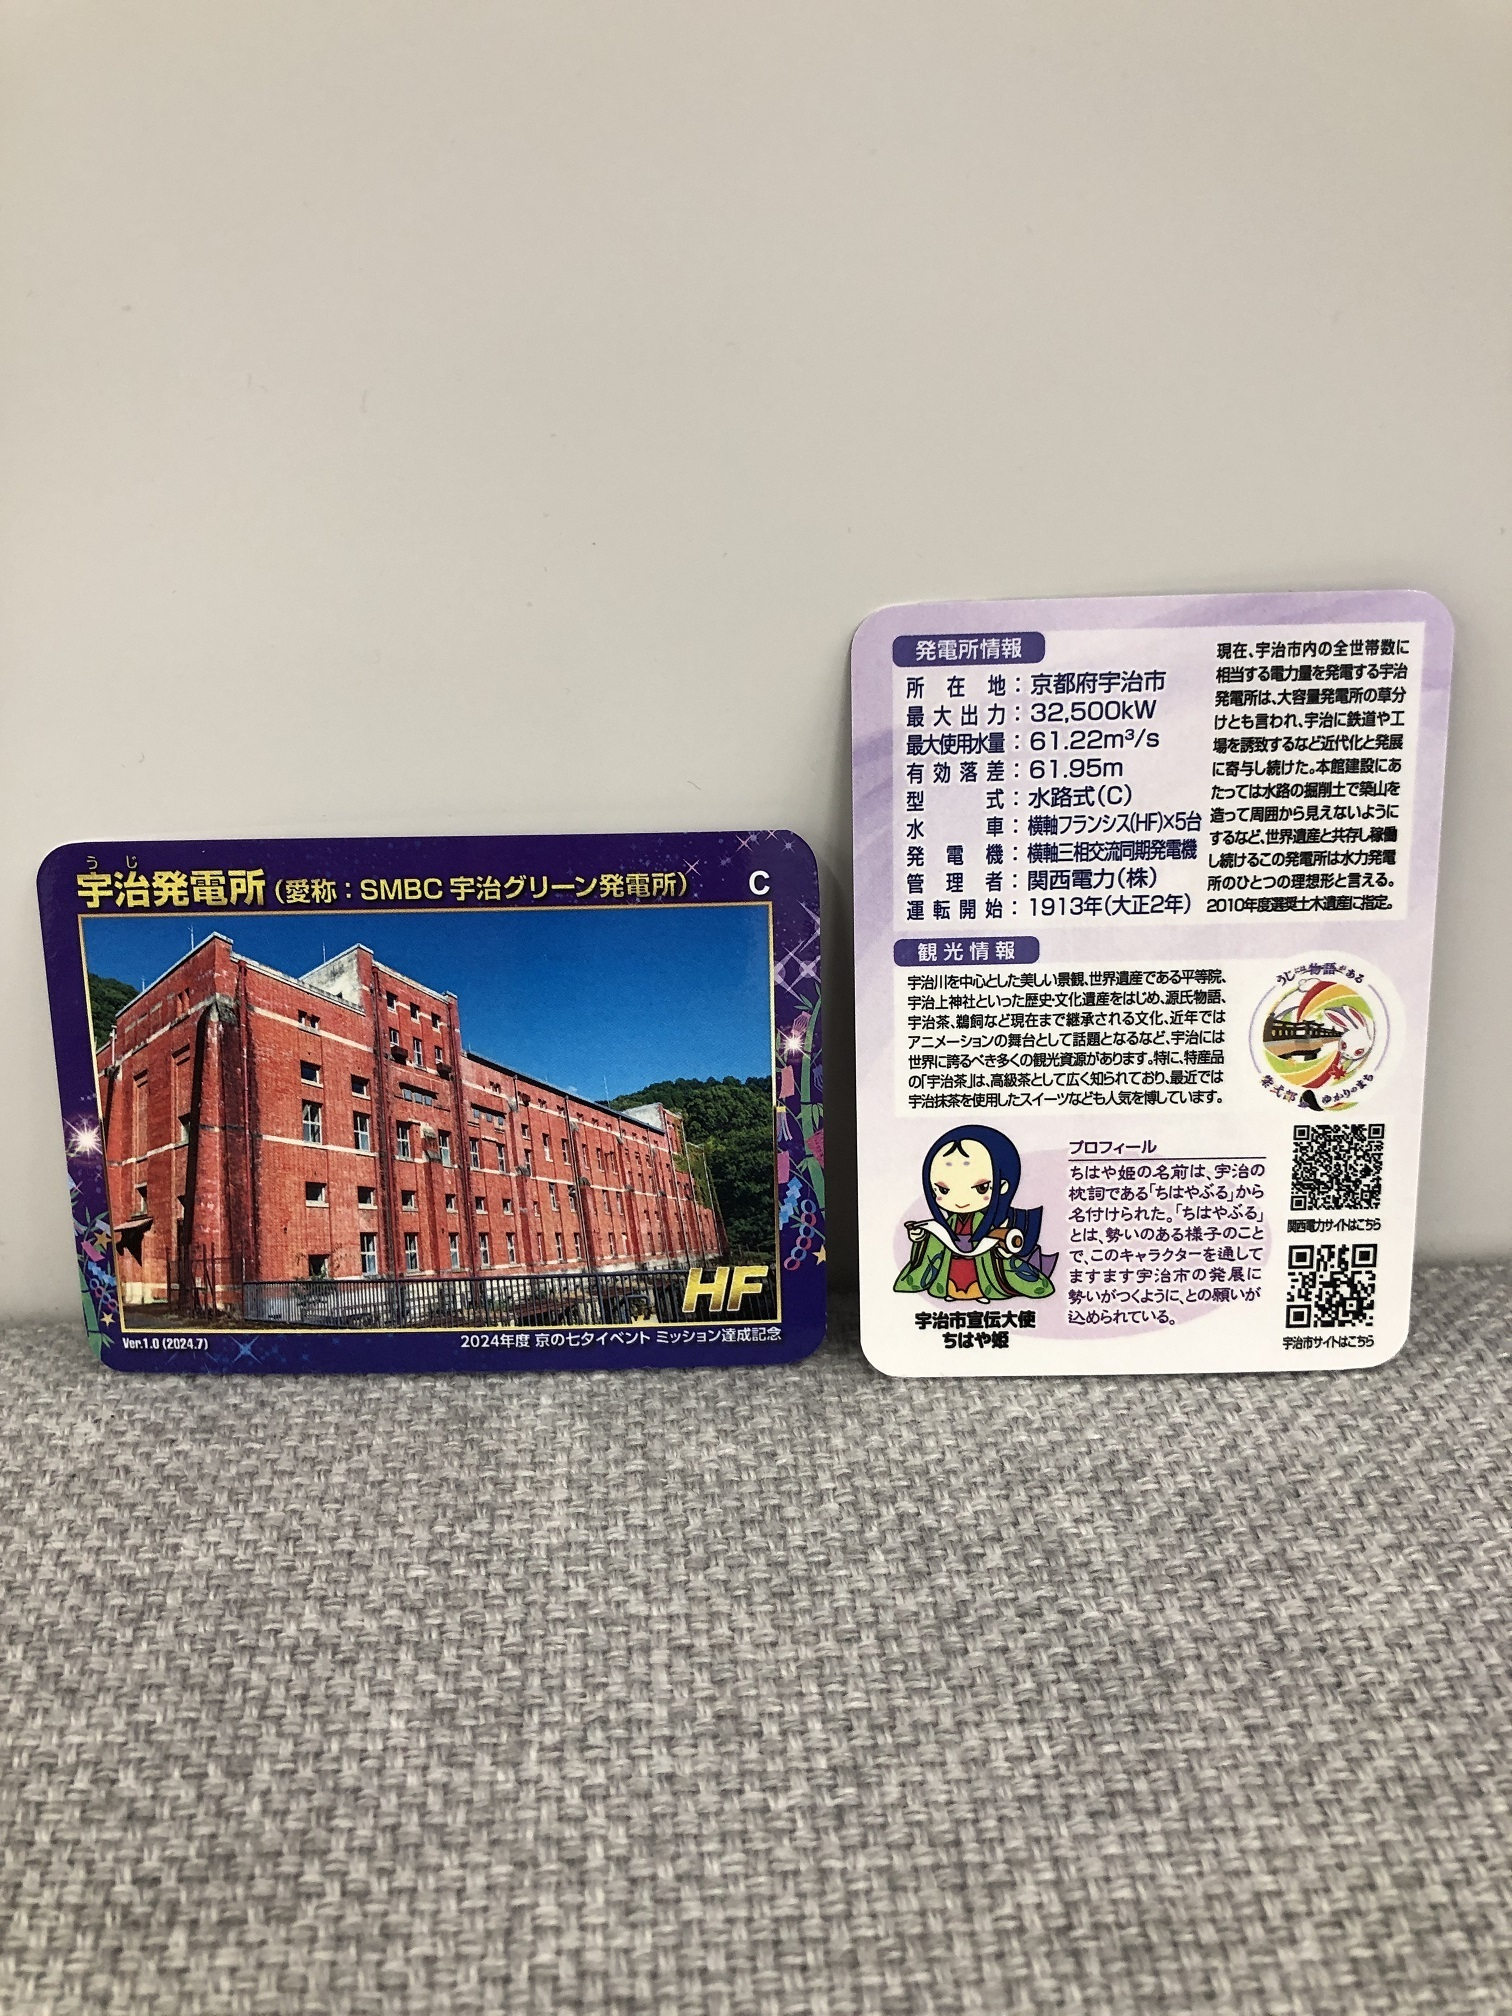 うじ
宇治発電所(愛称:SMBC 宇治グリーン発電所) C
HF
Ver.1.0 (2024.7)
2024年度 京の七夕イベント ミッション達成記念
発電所情報
所在地:京都府宇治市
最大出力:32,500kW
最大使用水量:61.22m³/s
有効落差:61.95m
型式:水路式(C)
水車:横軸フランシス(HF)×5台
発電機:横軸三相交流同期発電機
管理者:関西電力(株)
運転開始:1913年(大正2年)
現在、宇治市内の全世帯数に
相当する電力量を発電する宇治
発電所は、大容量発電所の草分
けとも言われ、宇治に鉄道や工
場を誘致するなど近代化と発展
に寄与し続けた。本館建設にあ
たっては水路の掘削土で築山を
造って周囲から見えないように
するなど、世界遺産と共存し稼働
し続けるこの発電所は水力発電
所のひとつの理想形と言える。
2010年度選奨土木遺産に指定。
観光情報
宇治川を中心とした美しい景観、世界遺産である平等院、
宇治上神社といった歴史・文化遺産をはじめ、源氏物語、
宇治茶、鵜飼など現在まで継承される文化、近年では
アニメーションの舞台として話題となるなど、宇治には
世界に誇るべき多くの観光資源があります。特に、特産品
の「宇治茶」は、高級茶として広く知られており、最近では
宇治抹茶を使用したスイーツなども人気を博しています。
うじには物語がある
紫式部ゆかりのまち
プロフィール
ちはや姫の名前は、宇治の
枕詞である「ちはやぶる」から
名付けられた。「ちはやぶる」
とは、勢いのある様子のこと
で、このキャラクターを通して
ますます宇治市の発展に
勢いがつくように、との願いが
込められている。
宇治市宣伝大使
ちはや姫
関西電力サイトはこちら
宇治市サイトはこちら